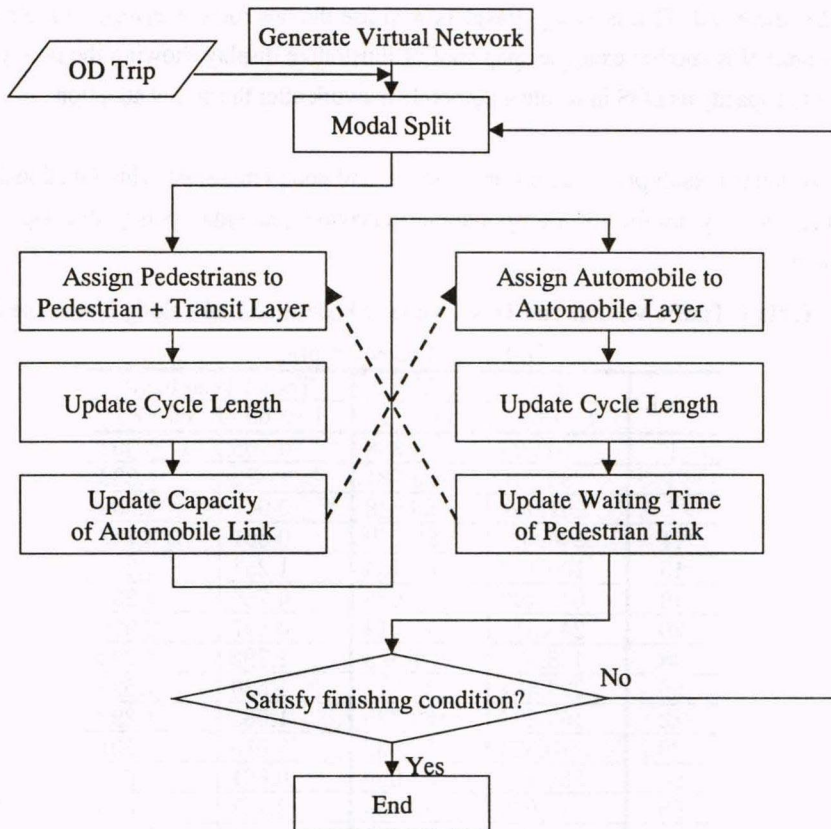 Generate Virtual Network
OD Trip
Modal Split
Assign Pedestrians to
Pedestrian + Transit Layer
Assign Automobile to
Automobile Layer
Update Cycle Length
Update Cycle Length
Update Capacity
of Automobile Link
Update Waiting Time
of Pedestrian Link
Satisfy finishing condition?
No
Yes
End